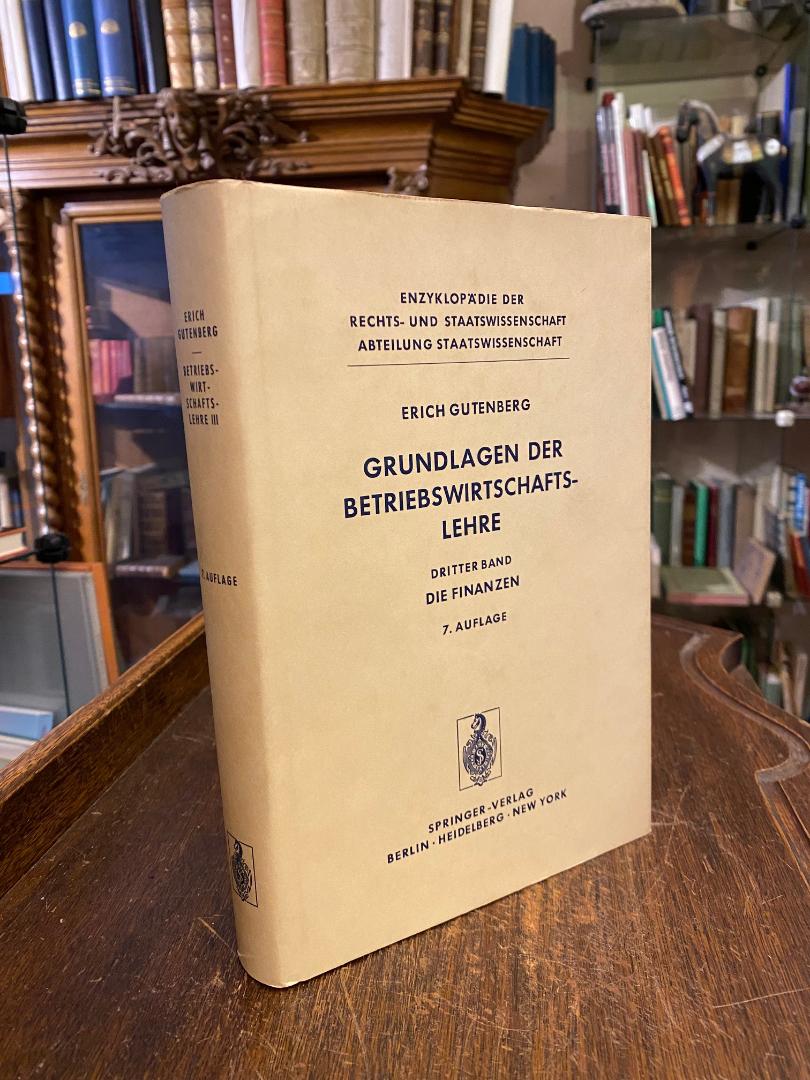 ERICH
GUTENBERG
BETRIEBS-
WIRT-
SCHAFTS-
LEHRE III
7. AUFLAGE
ENZYKLOPÄDIE DER
RECHTS- UND STAATSWISSENSCHAFT
ABTEILUNG STAATSWISSENSCHAFT
ERICH GUTENBERG
GRUNDLAGEN DER
BETRIEBSWIRTSCHAFTS-
LEHRE
DRITTER BAND
DIE FINANZEN
7. AUFLAGE
SPRINGER-VERLAG
BERLIN · HEIDELBERG · NEW YORK